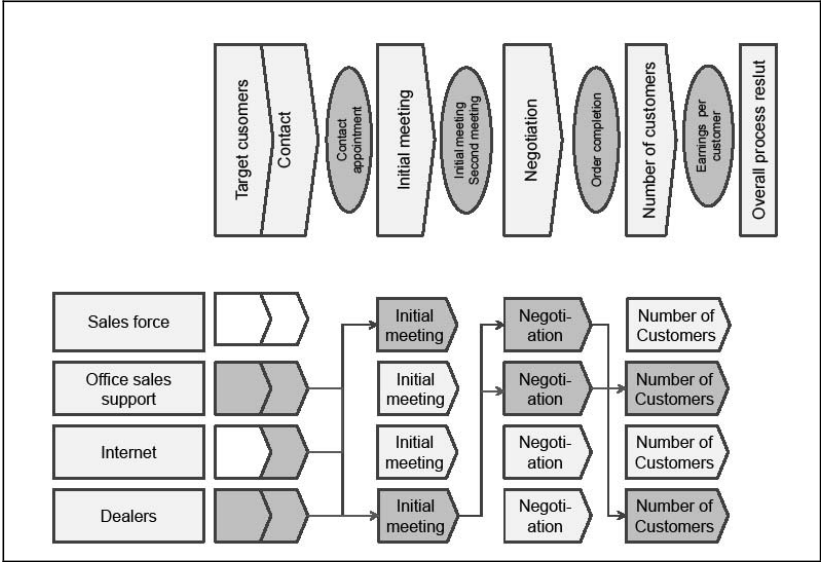 Target cusomers
Contact
Contact
appointment
Initial meeting
Initial meeting
Second meeting
Negotiation
Order completion
Number of customers
Earnings per
customer
Overall process reslut
Sales force
Initial
meeting
Negoti-
ation
Number of
Customers
Office sales
support
Initial
meeting
Negoti-
ation
Number of
Customers
Internet
Initial
meeting
Negoti-
ation
Number of
Customers
Dealers
Initial
meeting
Negoti-
ation
Number of
Customers